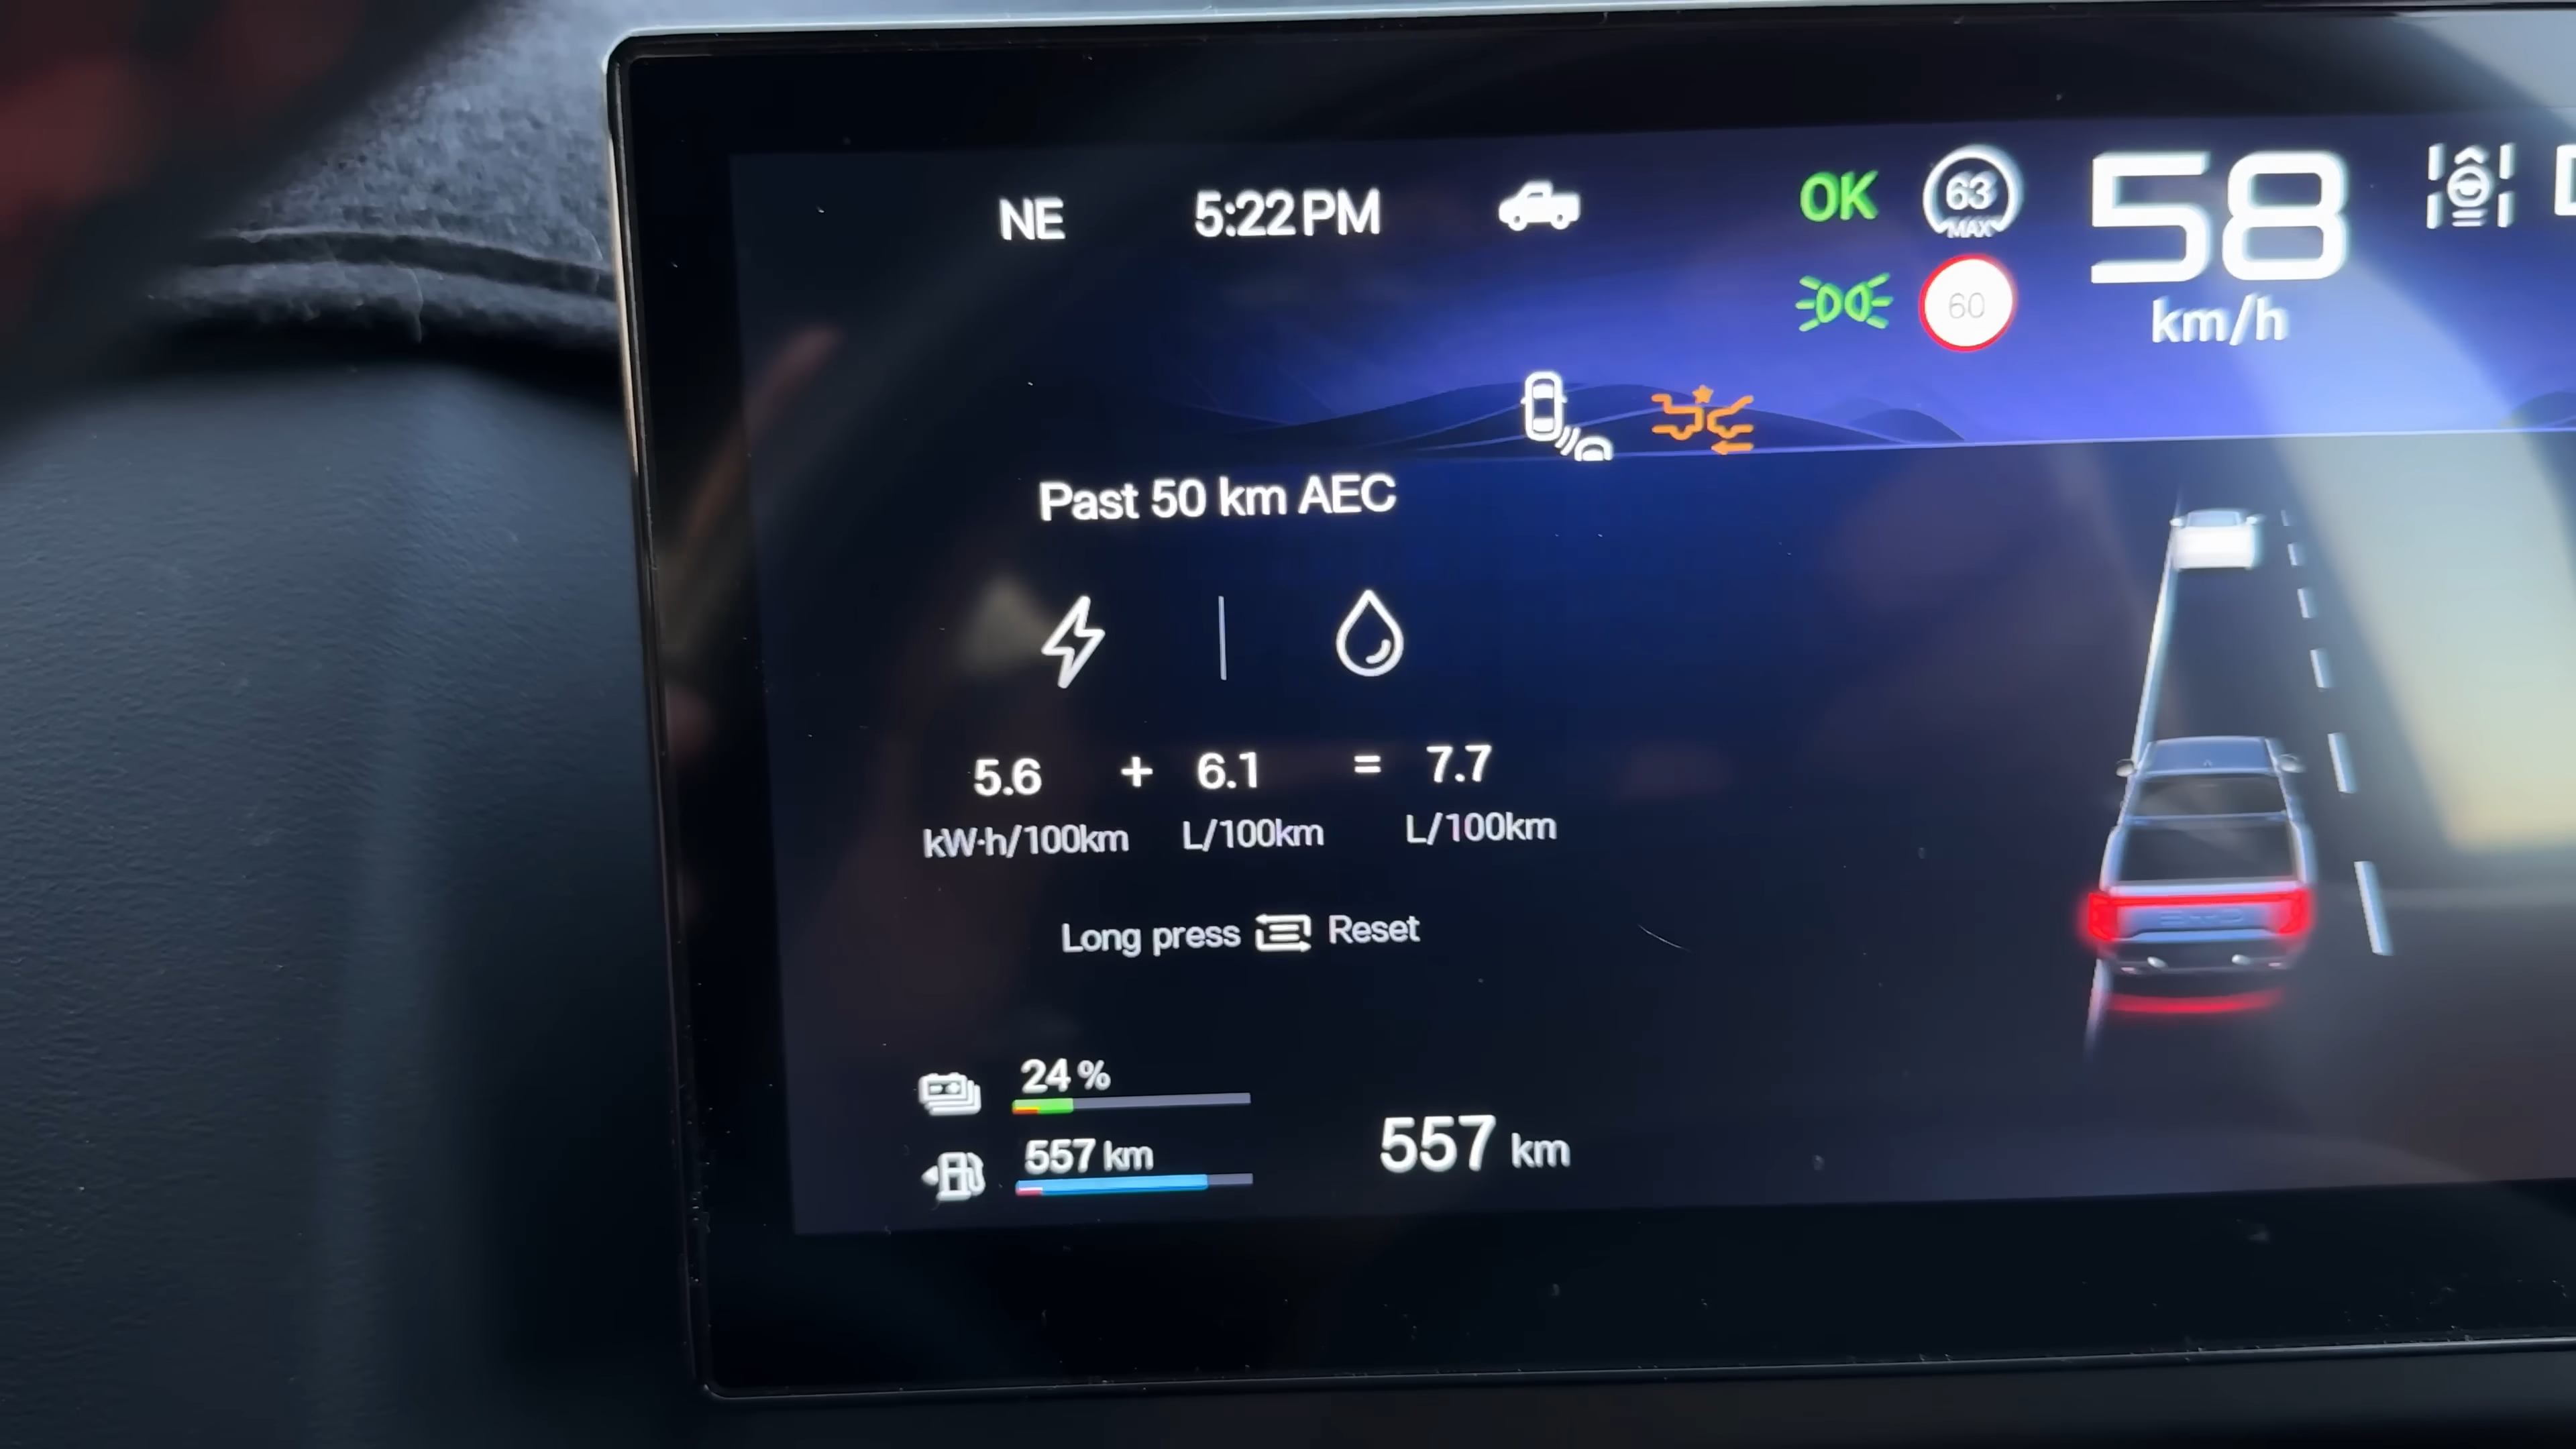 NE 5:22 PM OK 63 MAX 58
km/h
60
Past 50 km AEC
5.6 + 6.1 = 7.7
kW·h/100km L/100km L/100km
Long press Reset
24 %
557 km
557 km